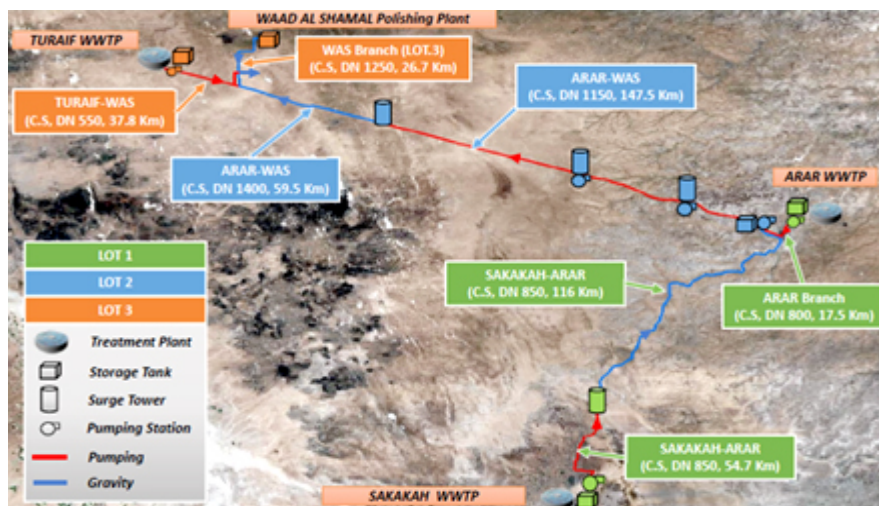 WAAD AL SHAMAL Polishing Plant
TURAIF WWTP
WAS Branch (LOT.3)
(C.S, DN 1250, 26.7 Km)
ARAR-WAS
(C.S, DN 1150, 147.5 Km)
TURAIF-WAS
(C.S, DN 550, 37.8 Km)
ARAR-WAS
(C.S, DN 1400, 59.5 Km)
ARAR WWTP
LOT 1
LOT 2
LOT 3
Treatment Plant
Storage Tank
Surge Tower
Pumping Station
Pumping
Gravity
SAKAKAH-ARAR
(C.S, DN 850, 116 Km)
ARAR Branch
(C.S, DN 800, 17.5 Km)
SAKAKAH-ARAR
(C.S, DN 850, 54.7 Km)
SAKAKAH WWTP